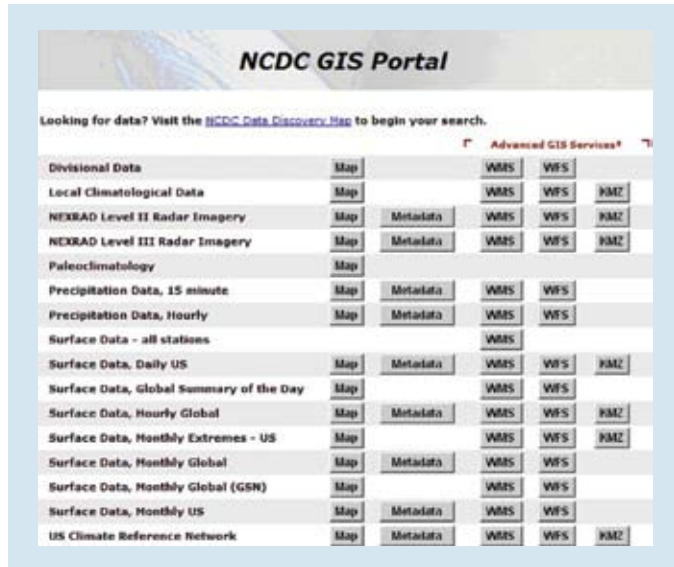 NCDC GIS Portal
Looking for data? Visit the NCDC Data Discovery Map to begin your search.
Advanced GIS Services*
Divisional Data Map WMS WFS
Local Climatological Data Map WMS WFS KMZ
NEXRAD Level II Radar Imagery Map Metadata WMS WFS KMZ
NEXRAD Level III Radar Imagery Map Metadata WMS WFS KMZ
Paleoclimatology Map
Precipitation Data, 15 minute Map Metadata WMS WFS
Precipitation Data, Hourly Map Metadata WMS WFS
Surface Data - all stations WMS
Surface Data, Daily US Map Metadata WMS WFS KMZ
Surface Data, Global Summary of the Day Map WMS WFS
Surface Data, Hourly Global Map Metadata WMS WFS KMZ
Surface Data, Monthly Extremes - US Map WMS WFS KMZ
Surface Data, Monthly Global Map Metadata WMS WFS
Surface Data, Monthly Global (GSN) Map WMS WFS
Surface Data, Monthly US Map Metadata WMS WFS
US Climate Reference Network Map Metadata WMS WFS KMZ